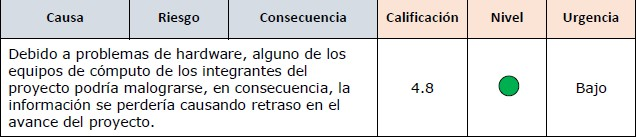 Causa Riesgo Consecuencia Calificación Nivel Urgencia
Debido a problemas de hardware, alguno de los
equipos de cómputo de los integrantes del
proyecto podría malograrse, en consecuencia, la
información se perdería causando retraso en el
avance del proyecto.
4.8
Bajo